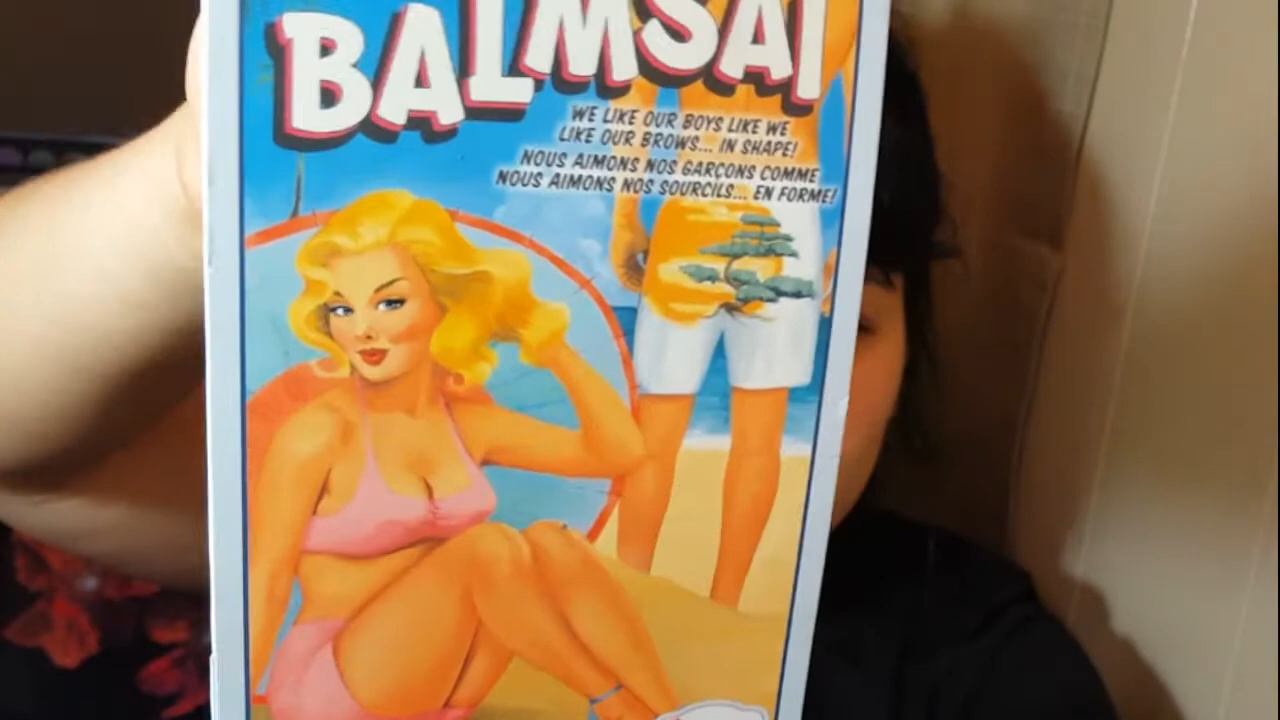 BALMSAI
WE LIKE OUR BOYS LIKE WE
LIKE OUR BROWS... IN SHAPE!
NOUS AIMONS NOS GARÇONS COMME
NOUS AIMONS NOS SOURCILS... EN FORME!